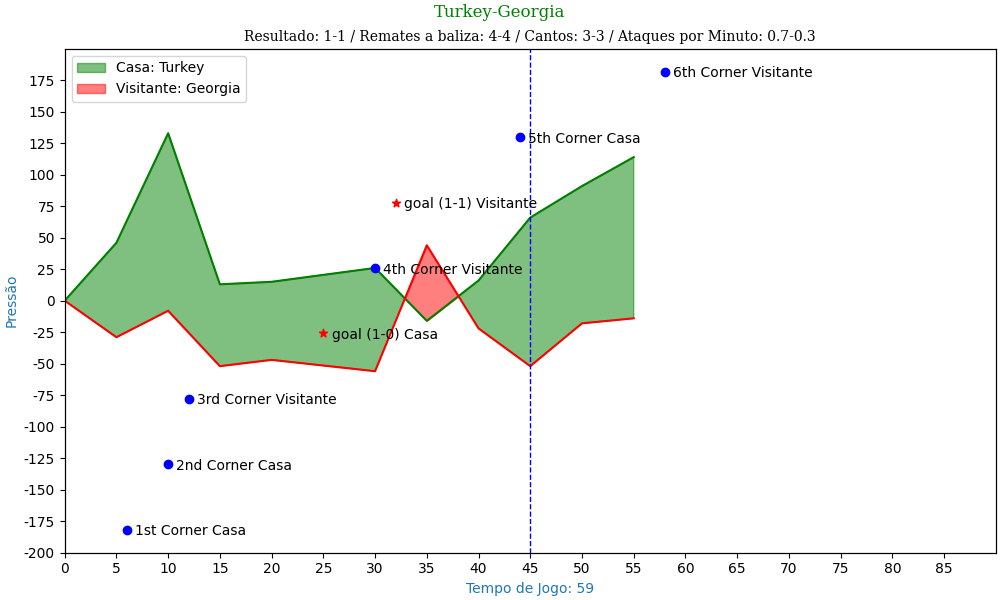 Turkey-Georgia
Resultado: 1-1 / Remates a baliza: 4-4 / Cantos: 3-3 / Ataques por Minuto: 0.7-0.3
Casa: Turkey
Visitante: Georgia
6th Corner Visitante
5th Corner Casa
goal (1-1) Visitante
4th Corner Visitante
goal (1-0) Casa
3rd Corner Visitante
2nd Corner Casa
1st Corner Casa
Pressão
175
150
125
100
75
50
25
0
-25
-50
-75
-100
-125
-150
-175
-200
0 5 10 15 20 25 30 35 40 45 50 55 60 65 70 75 80 85
Tempo de Jogo: 59